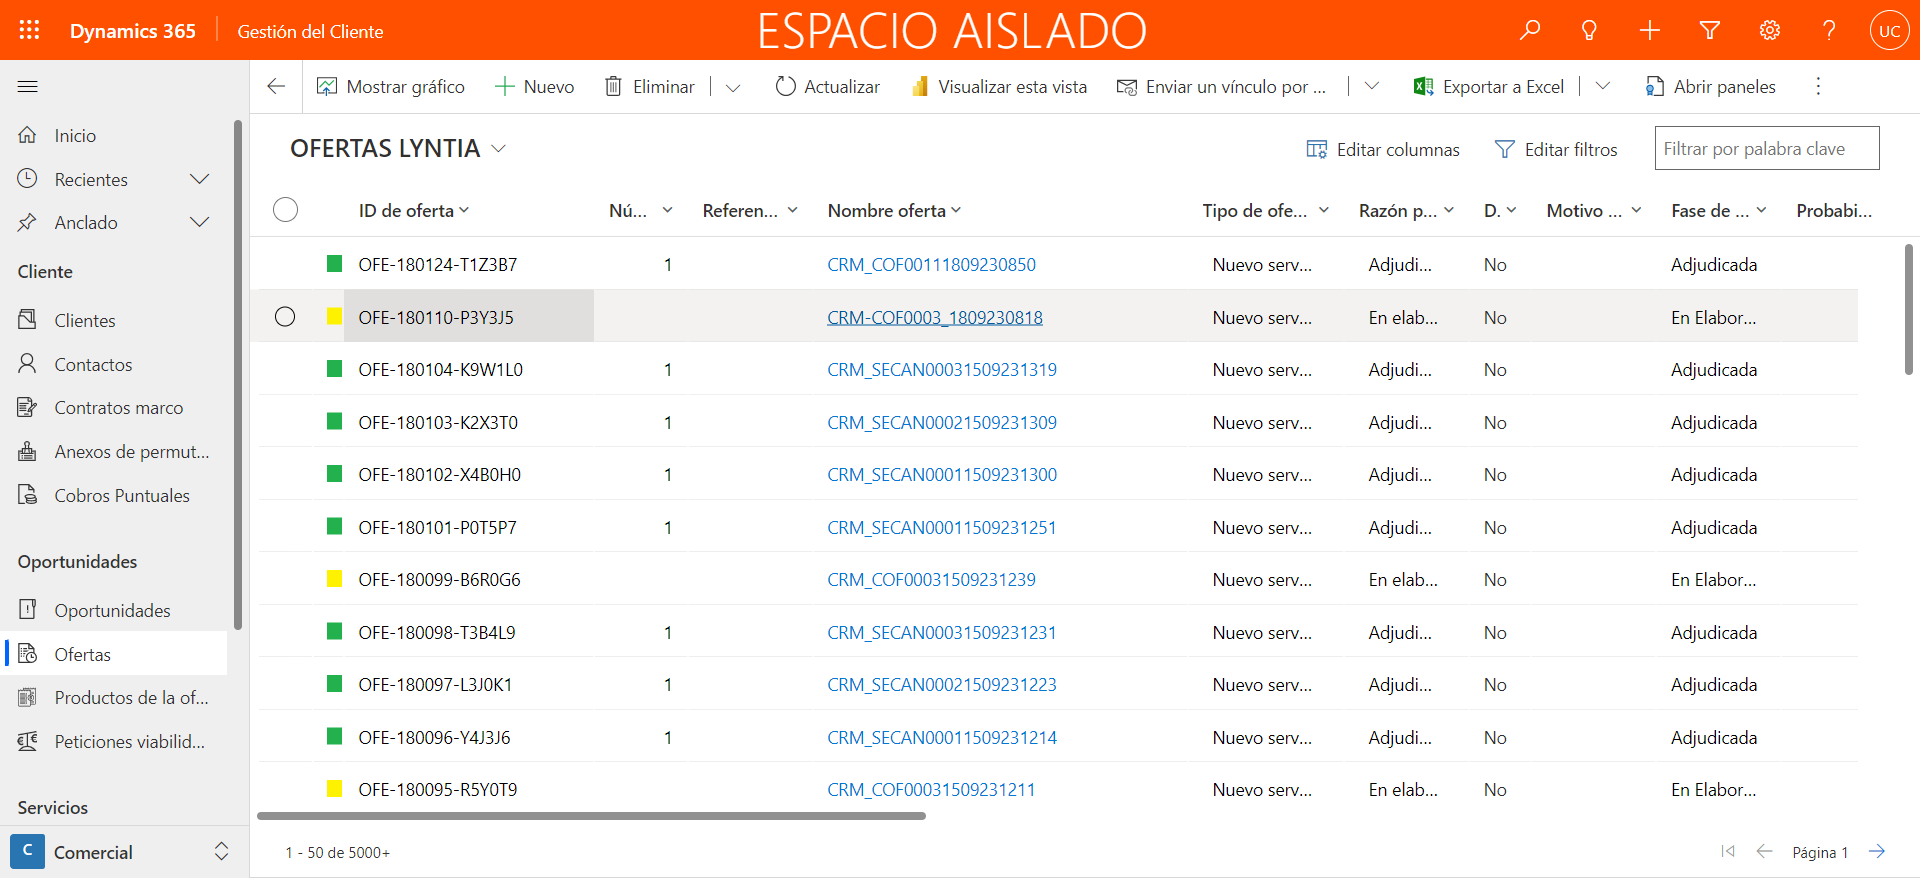 Dynamics 365 Gestión del Cliente ESPACIO AISLADO UC
Mostrar gráfico Nuevo Eliminar Actualizar Visualizar esta vista Enviar un vínculo por ... Exportar a Excel Abrir paneles
Inicio
Recientes
Anclado
Cliente
Clientes
Contactos
Contratos marco
Anexos de permut...
Cobros Puntuales
Oportunidades
Oportunidades
Ofertas
Productos de la of...
Peticiones viabilid...
Servicios
C Comercial
OFERTAS LYNTIA Editar columnas Editar filtros Filtrar por palabra clave
ID de oferta Nú... Referen... Nombre oferta Tipo de ofe... Razón p... D. Motivo ... Fase de ... Probabi...
OFE-180124-T1Z3B7 1 CRM_COF00111809230850 Nuevo serv... Adjudi... No Adjudicada
OFE-180110-P3Y3J5 CRM-COF0003_1809230818 Nuevo serv... En elab... No En Elabor...
OFE-180104-K9W1L0 1 CRM_SECAN00031509231319 Nuevo serv... Adjudi... No Adjudicada
OFE-180103-K2X3T0 1 CRM_SECAN00021509231309 Nuevo serv... Adjudi... No Adjudicada
OFE-180102-X4B0H0 1 CRM_SECAN00011509231300 Nuevo serv... Adjudi... No Adjudicada
OFE-180101-P0T5P7 1 CRM_SECAN00011509231251 Nuevo serv... Adjudi... No Adjudicada
OFE-180099-B6R0G6 CRM_COF00031509231239 Nuevo serv... En elab... No En Elabor...
OFE-180098-T3B4L9 1 CRM_SECAN00031509231231 Nuevo serv... Adjudi... No Adjudicada
OFE-180097-L3J0K1 1 CRM_SECAN00021509231223 Nuevo serv... Adjudi... No Adjudicada
OFE-180096-Y4J3J6 1 CRM_SECAN00011509231214 Nuevo serv... Adjudi... No Adjudicada
OFE-180095-R5Y0T9 CRM_COF00031509231211 Nuevo serv... En elab... No En Elabor...
1 - 50 de 5000+ Página 1